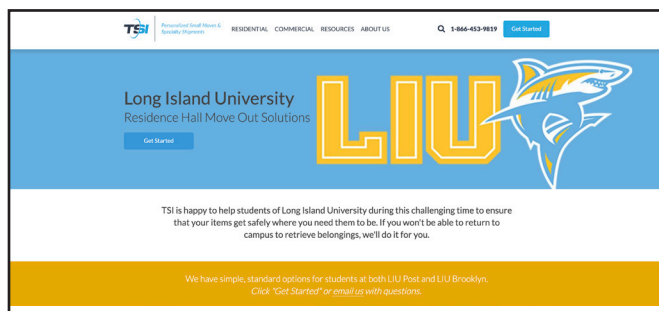 TSI
Personalized Small Moves &
Specialty Shipments
RESIDENTIAL COMMERCIAL RESOURCES ABOUT US
1-866-453-9819
Get Started
Long Island University
Residence Hall Move Out Solutions
Get Started
LIU
TSI is happy to help students of Long Island University during this challenging time to ensure
that your items get safely where you need them to be. If you won't be able to return to
campus to retrieve belongings, we'll do it for you.
We have simple, standard options for students at both LIU Post and LIU Brooklyn.
Click "Get Started" or email us with questions.